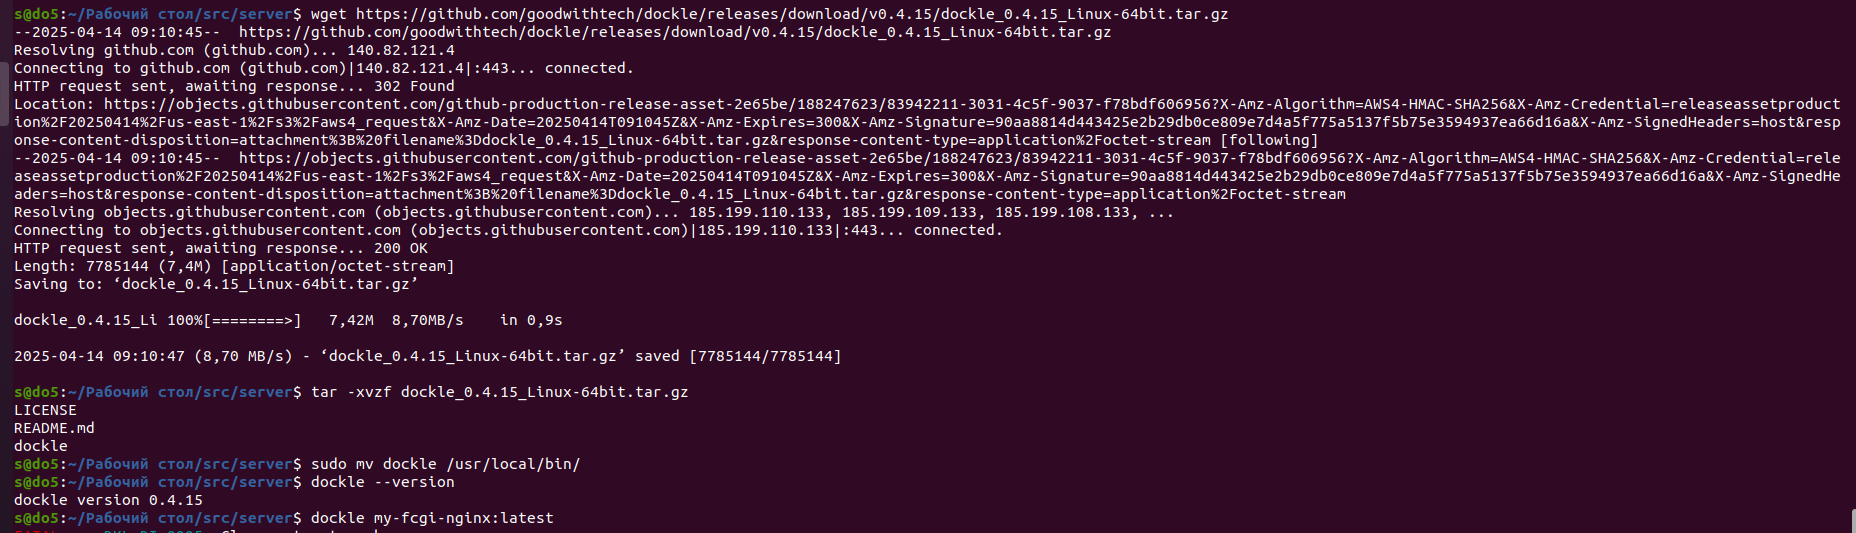 s@do5:~/Рабочий стол/src/server$ wget https://github.com/goodwithtech/dockle/releases/download/v0.4.15/dockle_0.4.15_Linux-64bit.tar.gz
--2025-04-14 09:10:45--  https://github.com/goodwithtech/dockle/releases/download/v0.4.15/dockle_0.4.15_Linux-64bit.tar.gz
Resolving github.com (github.com)... 140.82.121.4
Connecting to github.com (github.com)|140.82.121.4|:443... connected.
HTTP request sent, awaiting response... 302 Found
Location: https://objects.githubusercontent.com/github-production-release-asset-2e65be/188247623/83942211-3031-4c5f-9037-f78bdf606956?X-Amz-Algorithm=AWS4-HMAC-SHA256&X-Amz-Credential=releaseassetproduct
ion%2F20250414%2Fus-east-1%2Fs3%2Faws4_request&X-Amz-Date=20250414T091045Z&X-Amz-Expires=300&X-Amz-Signature=90aa8814d443425e2b29db0ce809e7d4a5f775a5137f5b75e3594937ea66d16a&X-Amz-SignedHeaders=host&resp
onse-content-disposition=attachment%3B%20filename%3Ddockle_0.4.15_Linux-64bit.tar.gz&response-content-type=application%2Foctet-stream [following]
--2025-04-14 09:10:45--  https://objects.githubusercontent.com/github-production-release-asset-2e65be/188247623/83942211-3031-4c5f-9037-f78bdf606956?X-Amz-Algorithm=AWS4-HMAC-SHA256&X-Amz-Credential=rele
aseassetproduction%2F20250414%2Fus-east-1%2Fs3%2Faws4_request&X-Amz-Date=20250414T091045Z&X-Amz-Expires=300&X-Amz-Signature=90aa8814d443425e2b29db0ce809e7d4a5f775a5137f5b75e3594937ea66d16a&X-Amz-SignedHe
aders=host&response-content-disposition=attachment%3B%20filename%3Ddockle_0.4.15_Linux-64bit.tar.gz&response-content-type=application%2Foctet-stream
Resolving objects.githubusercontent.com (objects.githubusercontent.com)... 185.199.110.133, 185.199.109.133, 185.199.108.133, ...
Connecting to objects.githubusercontent.com (objects.githubusercontent.com)|185.199.110.133|:443... connected.
HTTP request sent, awaiting response... 200 OK
Length: 7785144 (7,4M) [application/octet-stream]
Saving to: ‘dockle_0.4.15_Linux-64bit.tar.gz’
dockle_0.4.15_Li 100%[========>]   7,42M  8,70MB/s    in 0,9s
2025-04-14 09:10:47 (8,70 MB/s) - ‘dockle_0.4.15_Linux-64bit.tar.gz’ saved [7785144/7785144]
s@do5:~/Рабочий стол/src/server$ tar -xvzf dockle_0.4.15_Linux-64bit.tar.gz
LICENSE
README.md
dockle
s@do5:~/Рабочий стол/src/server$ sudo mv dockle /usr/local/bin/
s@do5:~/Рабочий стол/src/server$ dockle --version
dockle version 0.4.15
s@do5:~/Рабочий стол/src/server$ dockle my-fcgi-nginx:latest